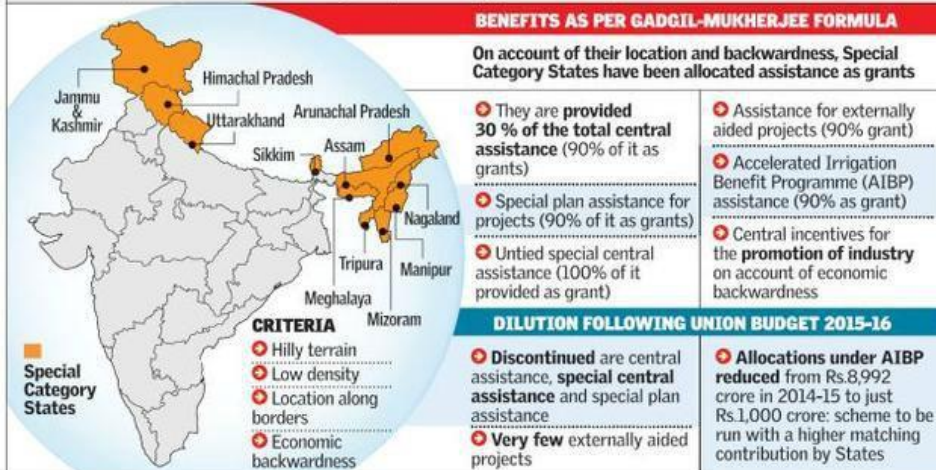 BENEFITS AS PER GADGIL-MUKHERJEE FORMULA
On account of their location and backwardness, Special
Category States have been allocated assistance as grants
They are provided
30 % of the total central
assistance (90% of it as
grants)
Special plan assistance for
projects (90% of it as grants)
Untied special central
assistance (100% of it
provided as grant)
Assistance for externally
aided projects (90% grant)
Accelerated Irrigation
Benefit Programme (AIBP)
assistance (90% as grant)
Central incentives for
the promotion of industry
on account of economic
backwardness
DILUTION FOLLOWING UNION BUDGET 2015-16
Discontinued are central
assistance, special central
assistance and special plan
assistance
Very few externally aided
projects
Allocations under AIBP
reduced from Rs.8,992
crore in 2014-15 to just
Rs.1,000 crore: scheme to be
run with a higher matching
contribution by States
Jammu
&
Kashmir
Himachal Pradesh
Uttarakhand
Arunachal Pradesh
Sikkim
Assam
Nagaland
Tripura
Manipur
Meghalaya
Mizoram
CRITERIA
Hilly terrain
Low density
Location along
borders
Economic
backwardness
Special
Category
States